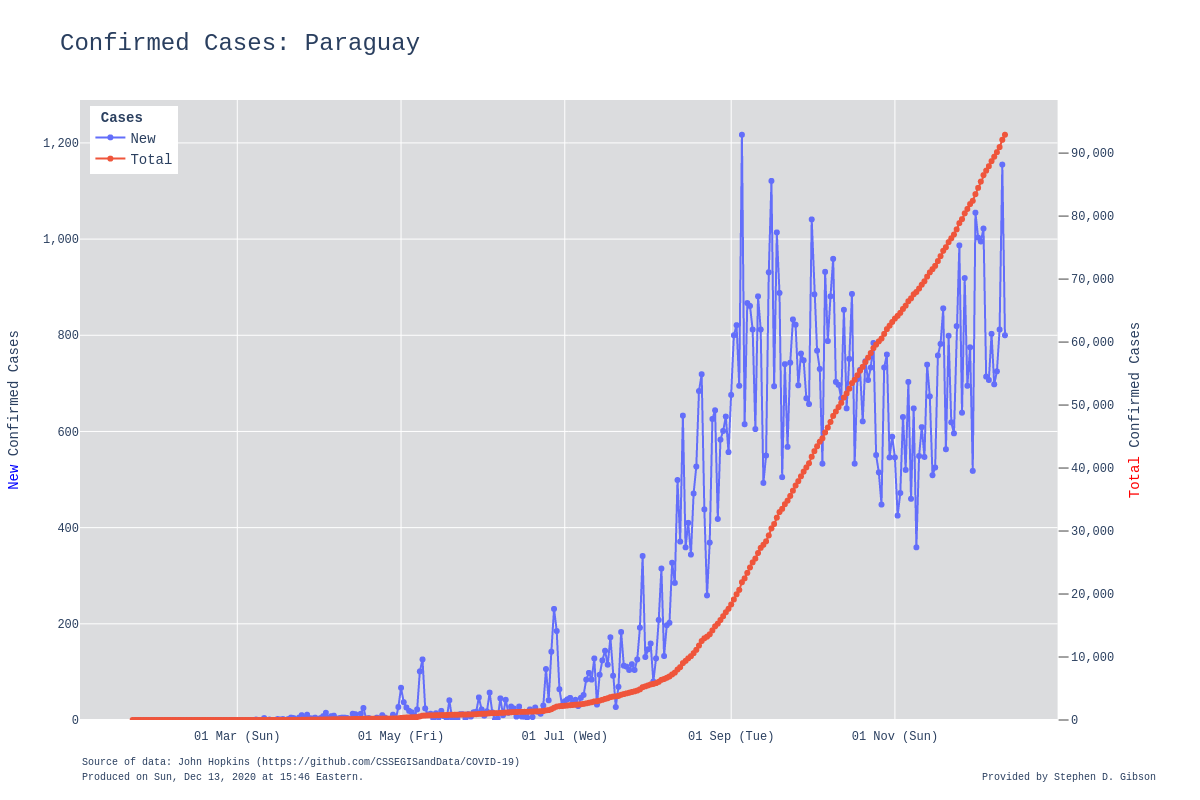 Confirmed Cases: Paraguay
Cases
New
Total
1,200
1,000
800
600
400
200
0
New Confirmed Cases
90,000
80,000
70,000
60,000
50,000
40,000
30,000
20,000
10,000
0
Total Confirmed Cases
01 Mar (Sun)
01 May (Fri)
01 Jul (Wed)
01 Sep (Tue)
01 Nov (Sun)
Source of data: John Hopkins (https://github.com/CSSEGISandData/COVID-19)
Produced on Sun, Dec 13, 2020 at 15:46 Eastern.
Provided by Stephen D. Gibson